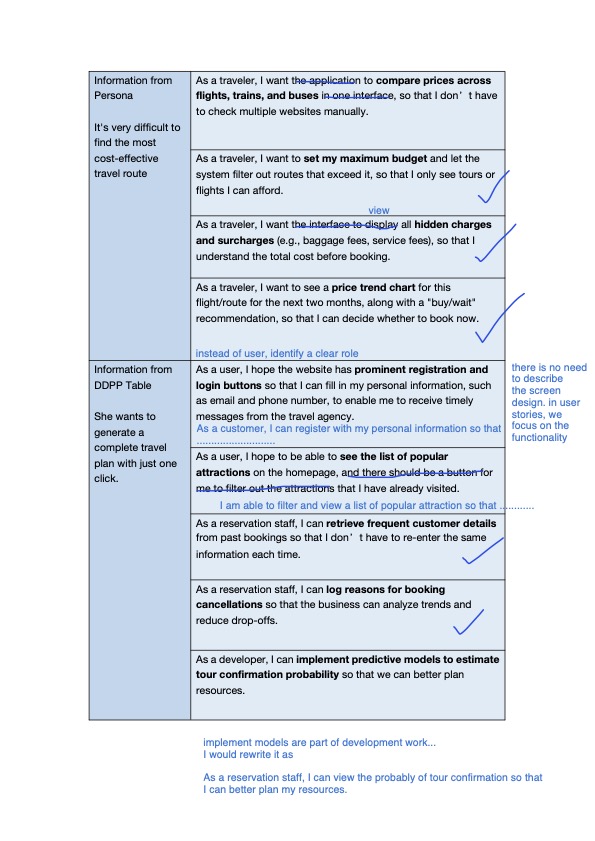 Information from
Persona
It's very difficult to
find the most
cost-effective
travel route
As a traveler, I want the application to compare prices across
flights, trains, and buses in one interface, so that I don’t have
to check multiple websites manually.
As a traveler, I want to set my maximum budget and let the
system filter out routes that exceed it, so that I only see tours or
flights I can afford.
view
As a traveler, I want the interface to display all hidden charges
and surcharges (e.g., baggage fees, service fees), so that I
understand the total cost before booking.
As a traveler, I want to see a price trend chart for this
flight/route for the next two months, along with a "buy/wait"
recommendation, so that I can decide whether to book now.
instead of user, identify a clear role
Information from
DDPP Table
She wants to
generate a
complete travel
plan with just one
click.
As a user, I hope the website has prominent registration and
login buttons so that I can fill in my personal information, such
as email and phone number, to enable me to receive timely
messages from the travel agency.
As a customer, I can register with my personal information so that
...........................
there is no need
to describe
the screen
design. in user
stories, we
focus on the
functionality
As a user, I hope to be able to see the list of popular
attractions on the homepage, and there should be a button for
me to filter out the attractions that I have already visited.
I am able to filter and view a list of popular attraction so that ............
As a reservation staff, I can retrieve frequent customer details
from past bookings so that I don’t have to re-enter the same
information each time.
As a reservation staff, I can log reasons for booking
cancellations so that the business can analyze trends and
reduce drop-offs.
As a developer, I can implement predictive models to estimate
tour confirmation probability so that we can better plan
resources.
implement models are part of development work...
I would rewrite it as
As a reservation staff, I can view the probably of tour confirmation so that
I can better plan my resources.